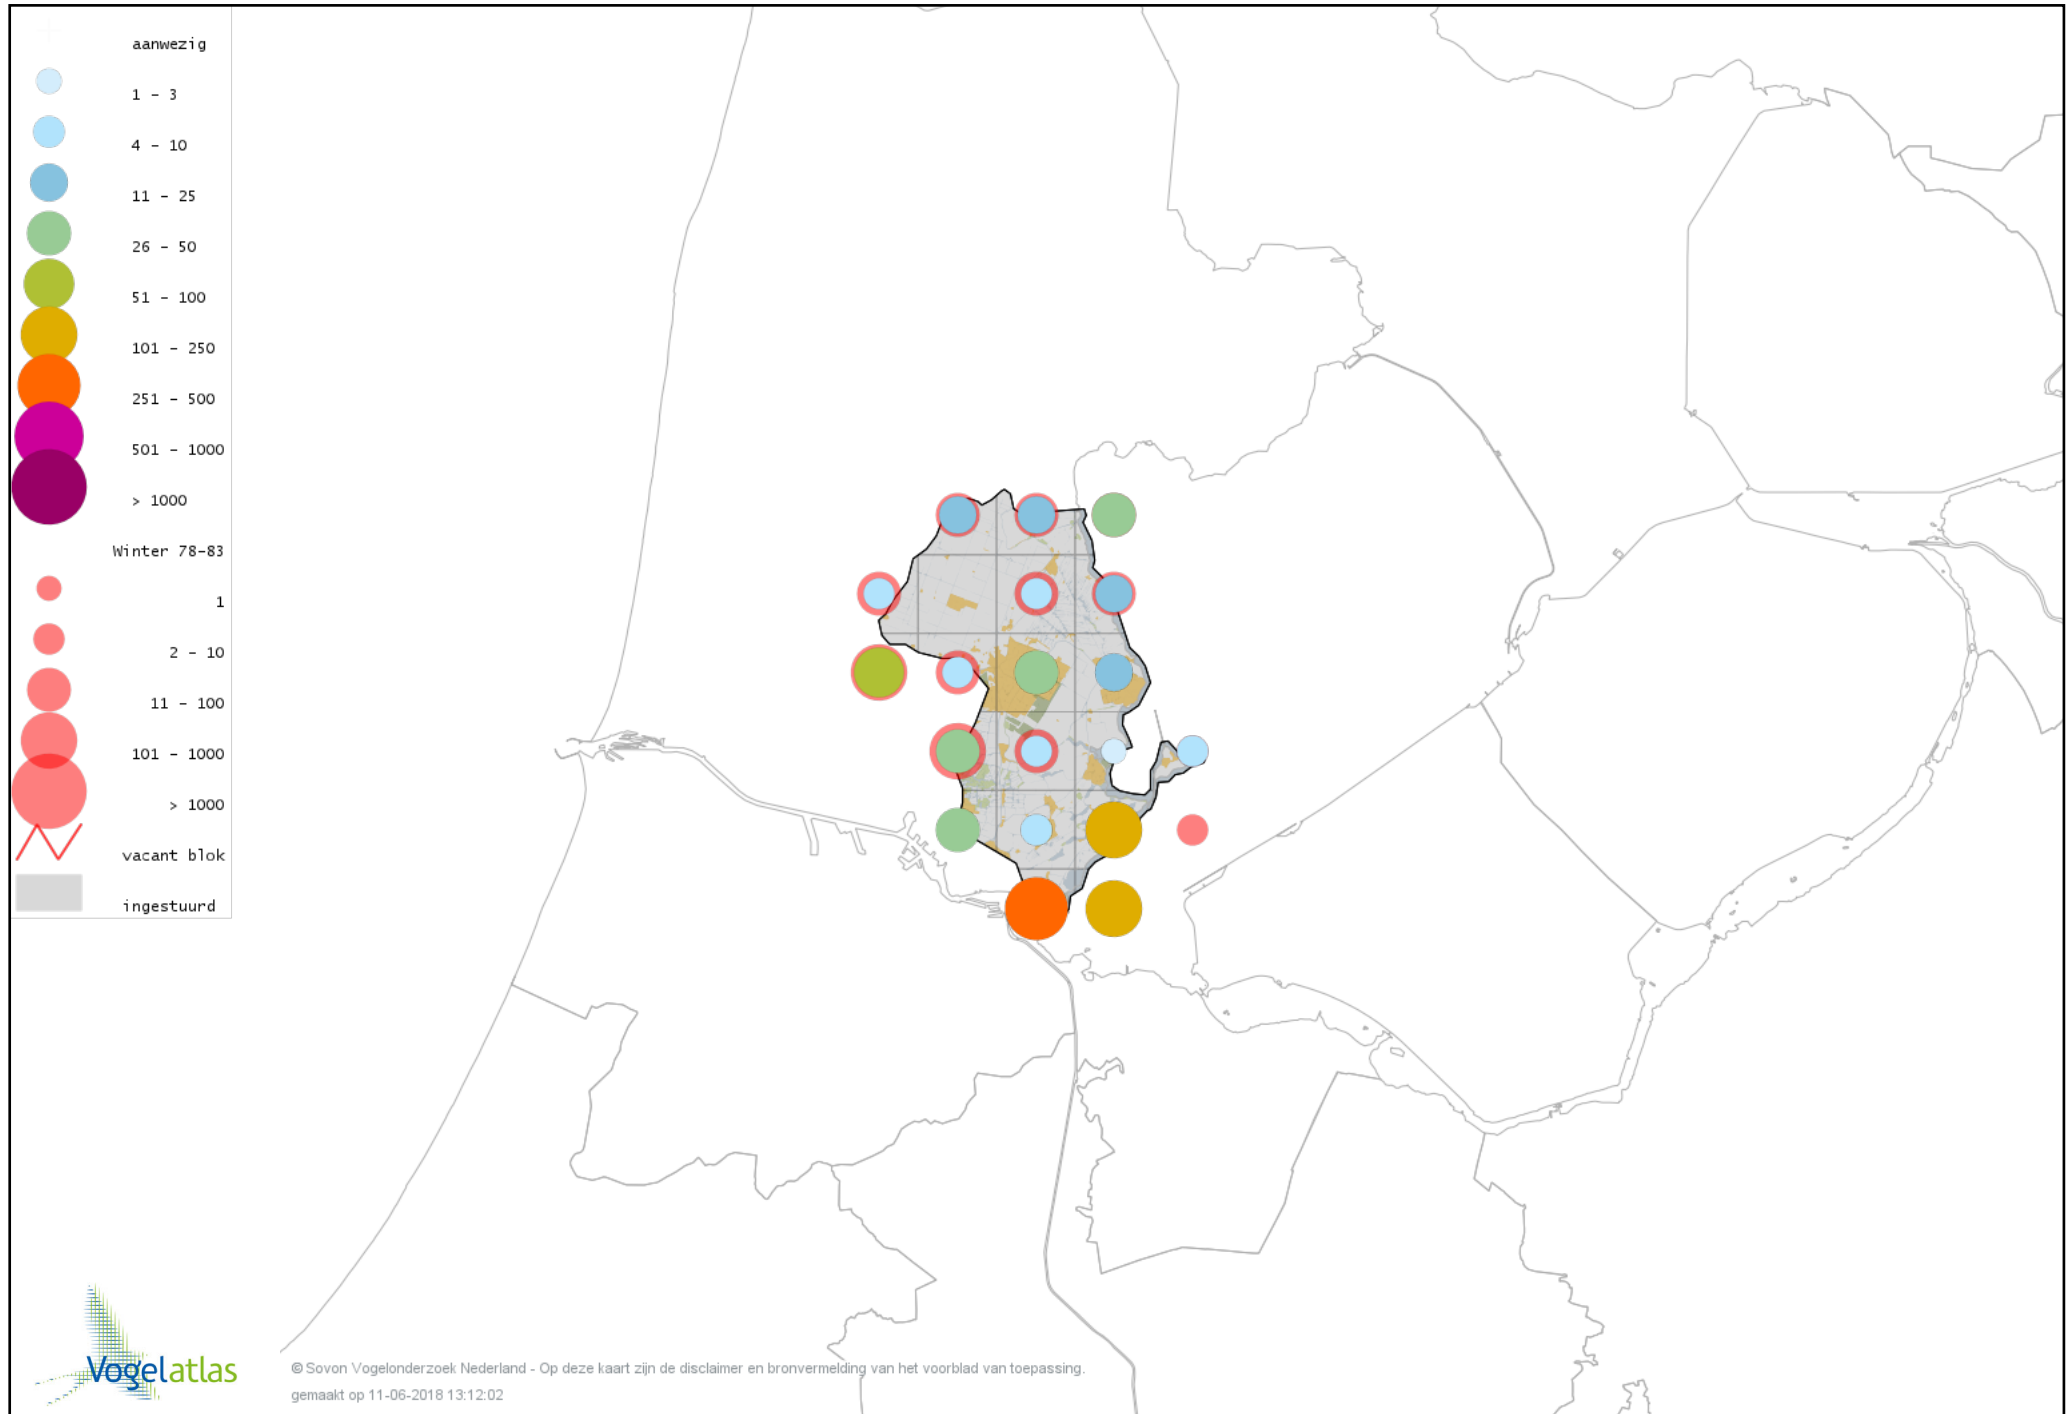 aanwezig
1 - 3
4 - 10
11 - 25
26 - 50
51 - 100
101 - 250
251 - 500
501 - 1000
> 1000
Winter 78-83
1
2 - 10
11 - 100
101 - 1000
> 1000
vacant blok
ingestuurd
Vogelatlas
© Sovon Vogelonderzoek Nederland - Op deze kaart zijn de disclaimer en bronvermelding van het voorblad van toepassing.
gemaakt op 11-06-2018 13:12:02